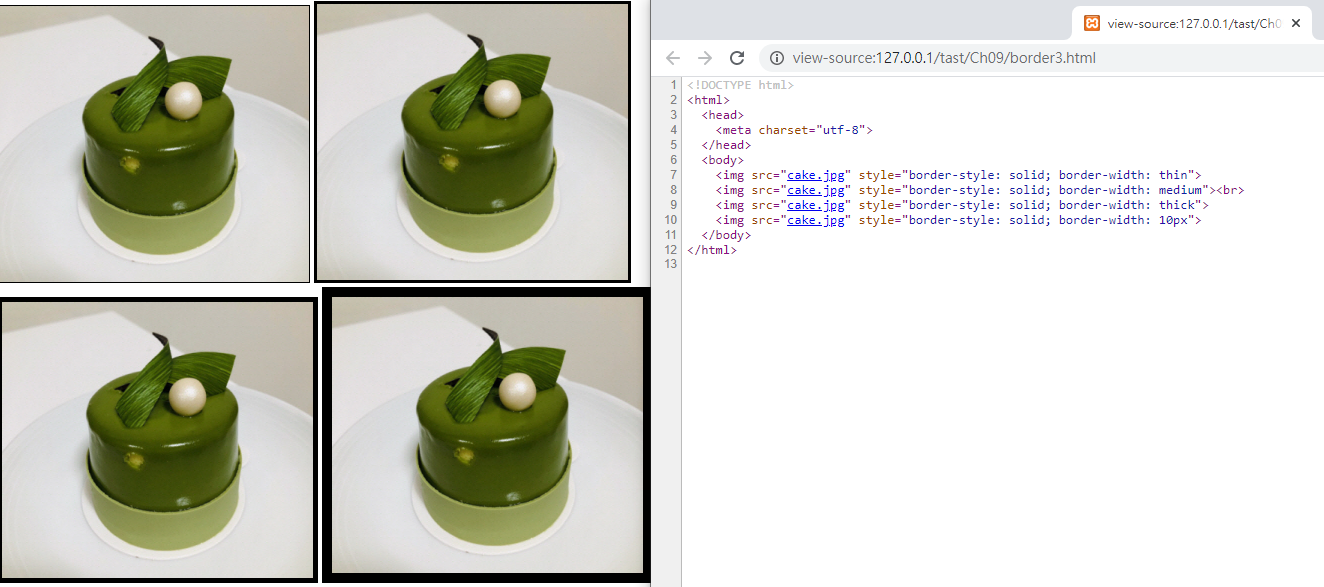 view-source:127.0.0.1/tast/Ch0
view-source:127.0.0.1/tast/Ch09/border3.html
1 <!DOCTYPE html>
2 <html>
3 <head>
4 <meta charset="utf-8">
5 </head>
6 <body>
7 <img src="cake.jpg" style="border-style: solid; border-width: thin">
8 <img src="cake.jpg" style="border-style: solid; border-width: medium"><br>
9 <img src="cake.jpg" style="border-style: solid; border-width: thick">
10 <img src="cake.jpg" style="border-style: solid; border-width: 10px">
11 </body>
12 </html>
13